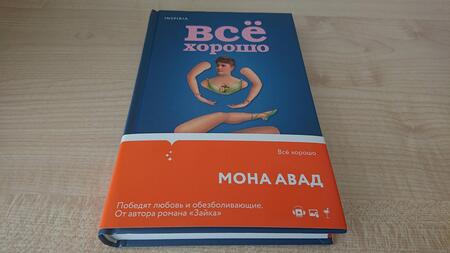 INSPIRIA
ВСЁ
ХОРОШО
Всё хорошо
МОНА АВАД
Победят любовь и обезболивающие.
От автора романа «Зайка»